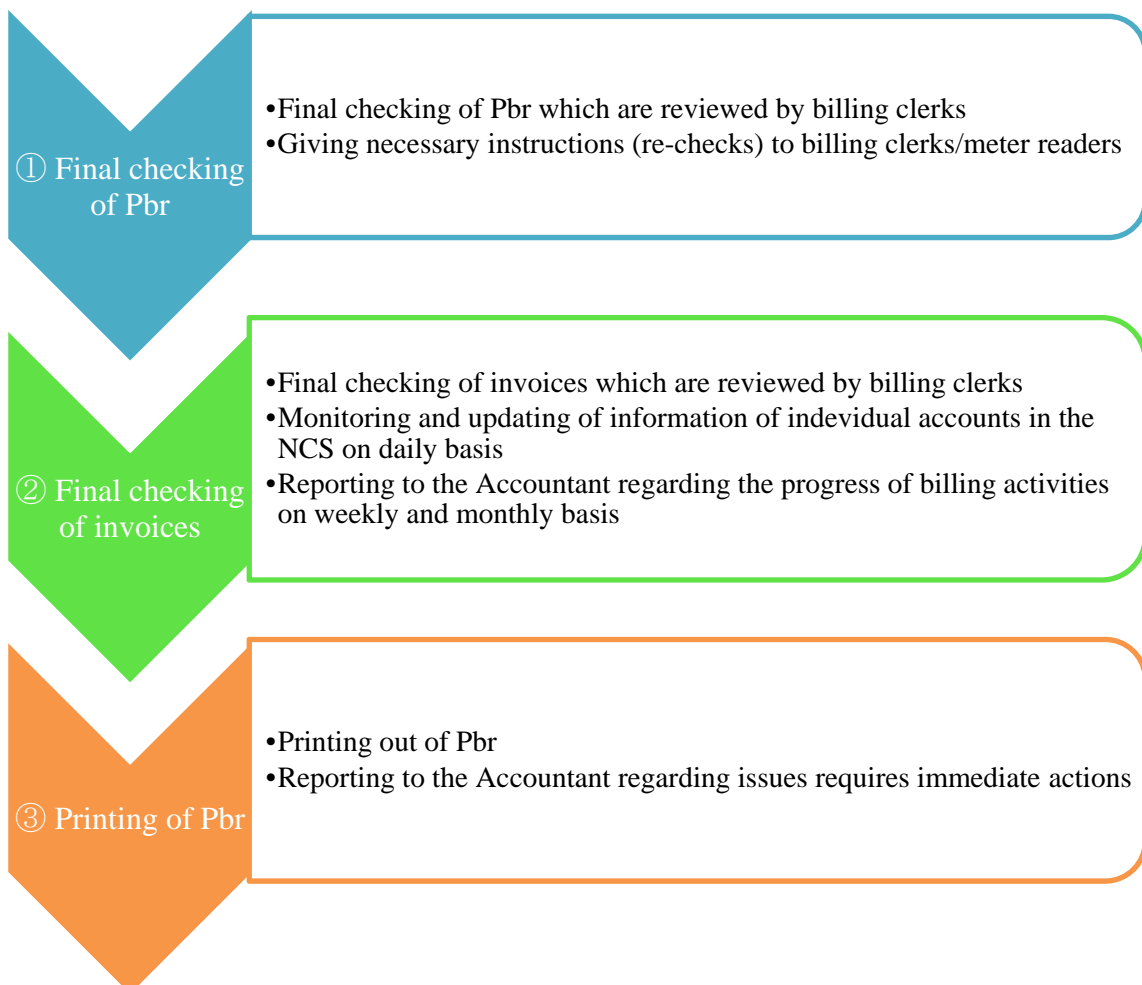 ① Final checking
of Pbr
•Final checking of Pbr which are reviewed by billing clerks
•Giving necessary instructions (re-checks) to billing clerks/meter readers
② Final checking
of invoices
•Final checking of invoices which are reviewed by billing clerks
•Monitoring and updating of information of indevidual accounts in the
NCS on daily basis
•Reporting to the Accountant regarding the progress of billing activities
on weekly and monthly basis
③ Printing of Pbr
•Printing out of Pbr
•Reporting to the Accountant regarding issues requires immediate actions